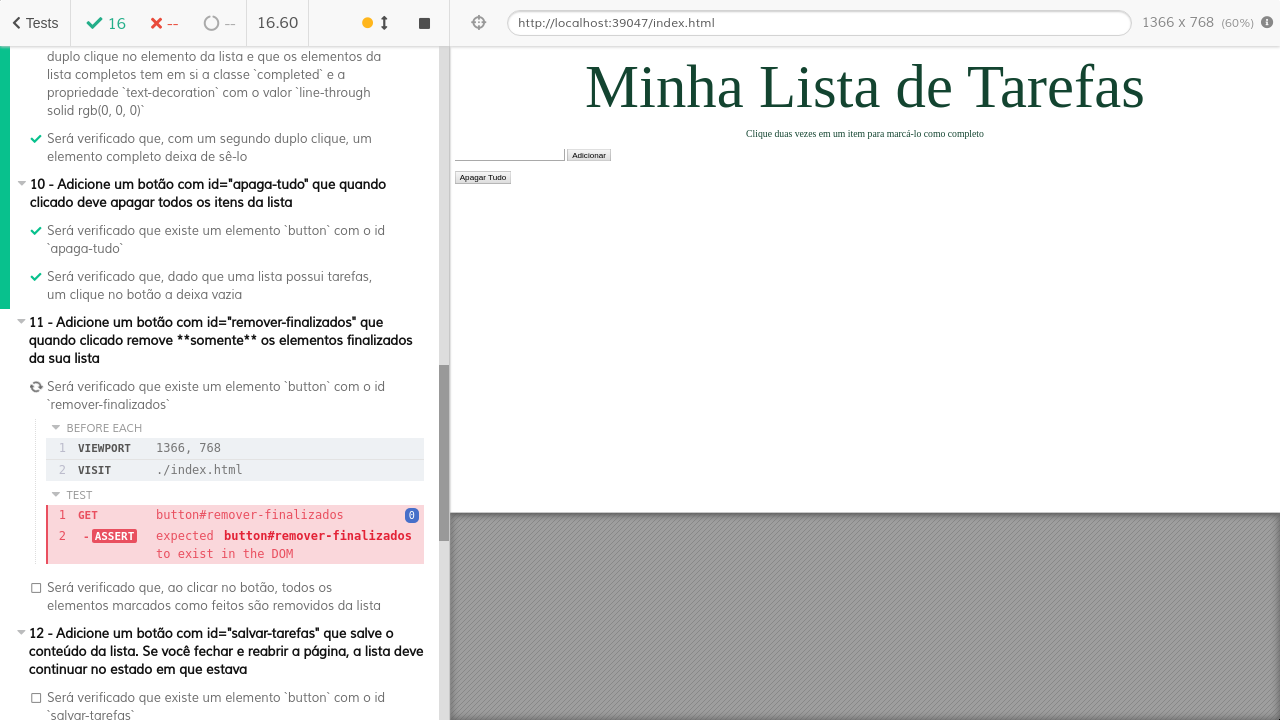 Tests 16 -- -- 16.60
http://localhost:39047/index.html 1366 x 768 (60%)
duplo clique no elemento da lista e que os elementos da
lista completos tem em si a classe `completed` e a
propriedade `text-decoration` com o valor `line-through
solid rgb(0, 0, 0)`
Será verificado que, com um segundo duplo clique, um
elemento completo deixa de sê-lo
10 - Adicione um botão com id="apaga-tudo" que quando
clicado deve apagar todos os itens da lista
Será verificado que existe um elemento `button` com o id
`apaga-tudo`
Será verificado que, dado que uma lista possui tarefas,
um clique no botão a deixa vazia
11 - Adicione um botão com id="remover-finalizados" que
quando clicado remove **somente** os elementos finalizados
da sua lista
Será verificado que existe um elemento `button` com o id
`remover-finalizados`
BEFORE EACH
1 VIEWPORT 1366, 768
2 VISIT ./index.html
TEST
1 GET button#remover-finalizados 0
2 -ASSERT expected button#remover-finalizados
to exist in the DOM
Será verificado que, ao clicar no botão, todos os
elementos marcados como feitos são removidos da lista
12 - Adicione um botão com id="salvar-tarefas" que salve o
conteúdo da lista. Se você fechar e reabrir a página, a lista deve
continuar no estado em que estava
Será verificado que existe um elemento `button` com o id
`salvar-tarefas`
Minha Lista de Tarefas
Clique duas vezes em um item para marcá-lo como completo
Adicionar
Apagar Tudo